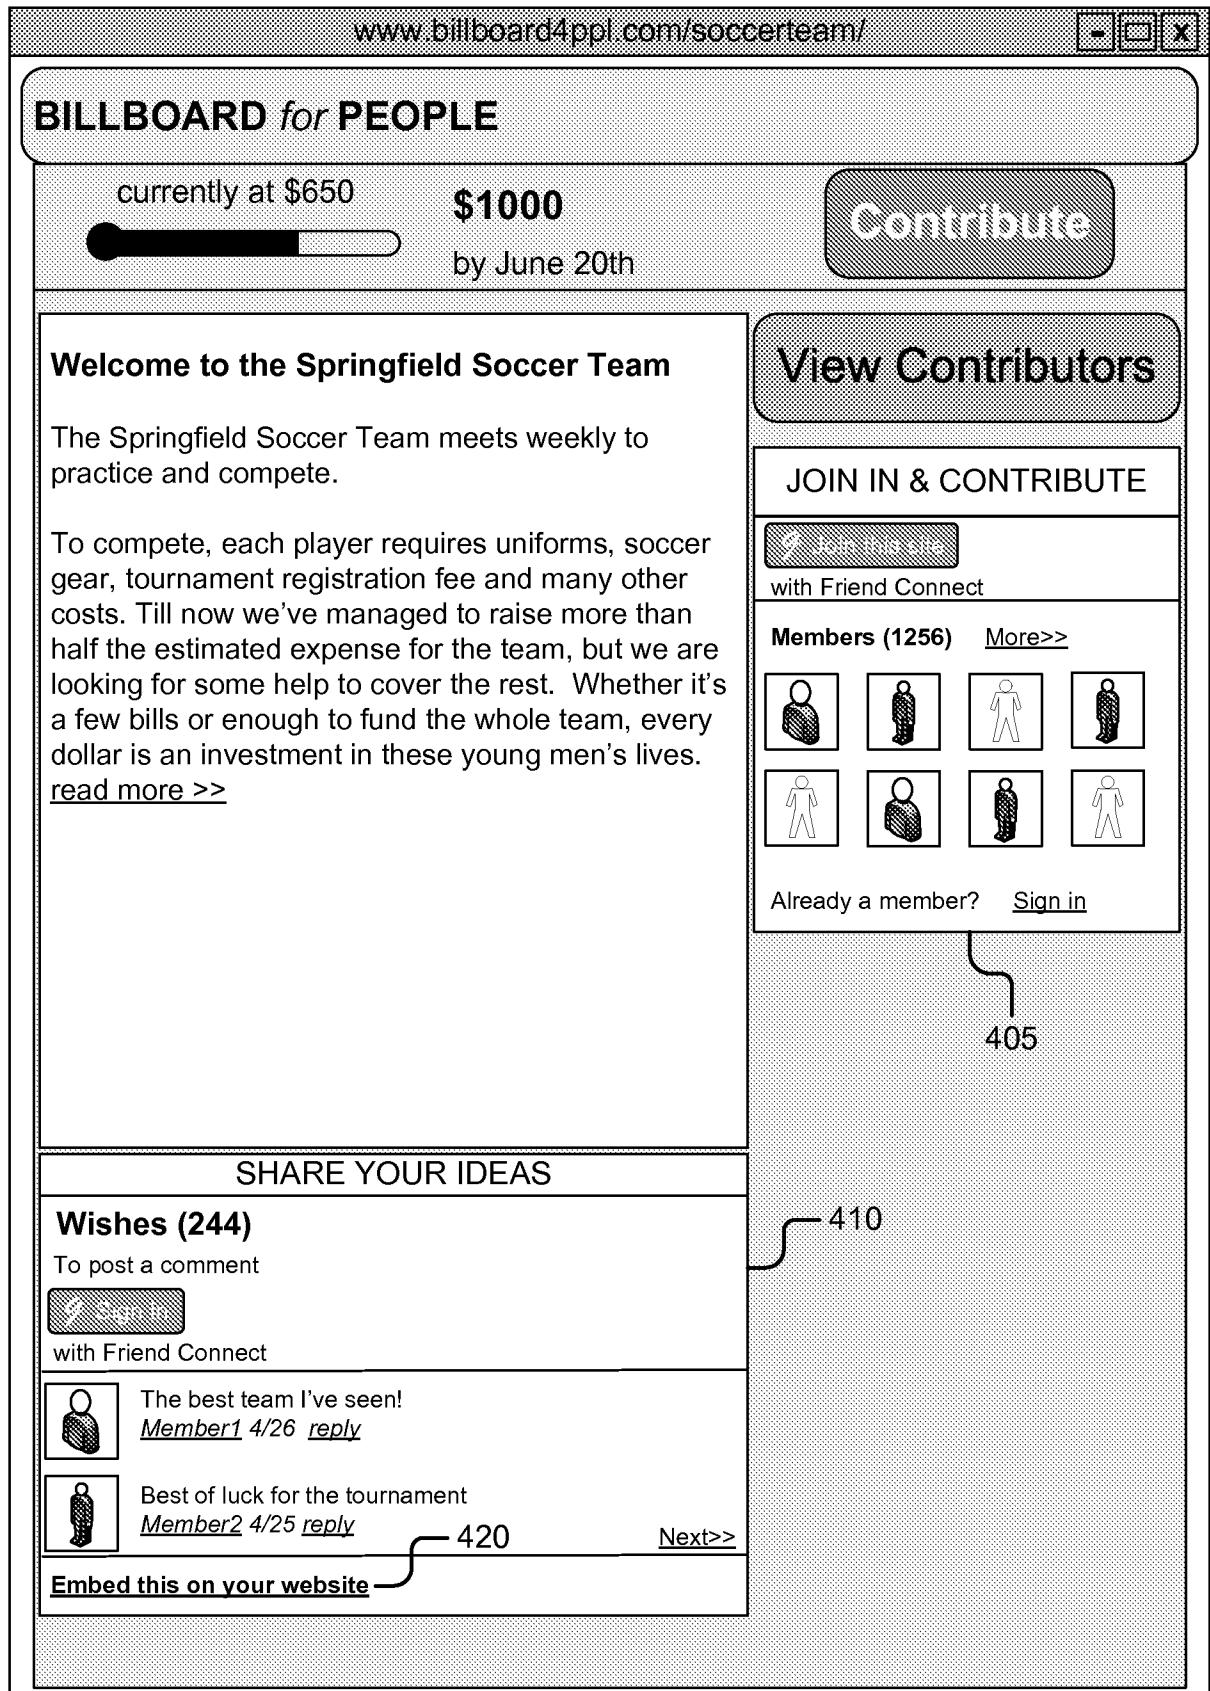 www.billboard4ppl.com/soccerteam/
- X
BILLBOARD for PEOPLE
currently at $650
$1000
by June 20th
Contribute
Welcome to the Springfield Soccer Team
The Springfield Soccer Team meets weekly to
practice and compete.
To compete, each player requires uniforms, soccer
gear, tournament registration fee and many other
costs. Till now we've managed to raise more than
half the estimated expense for the team, but we are
looking for some help to cover the rest.  Whether it's
a few bills or enough to fund the whole team, every
dollar is an investment in these young men's lives.
read more >>
View Contributors
JOIN IN & CONTRIBUTE
g Join this site
with Friend Connect
Members (1256) More>>
Already a member? Sign in
405
SHARE YOUR IDEAS
Wishes (244)
To post a comment
g Sign In
with Friend Connect
410
The best team I've seen!
Member1 4/26 reply
Best of luck for the tournament
Member2 4/25 reply
420
Next>>
Embed this on your website